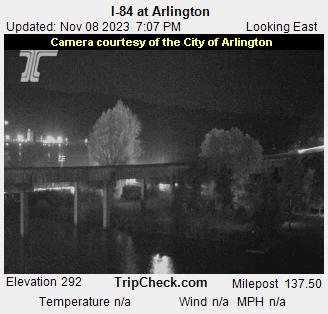 I-84 at Arlington
Updated: Nov 08 2023 7:07 PM Looking East
Camera courtesy of the City of Arlington
Elevation 292 TripCheck.com Milepost 137.50
Temperature n/a Wind n/a MPH n/a